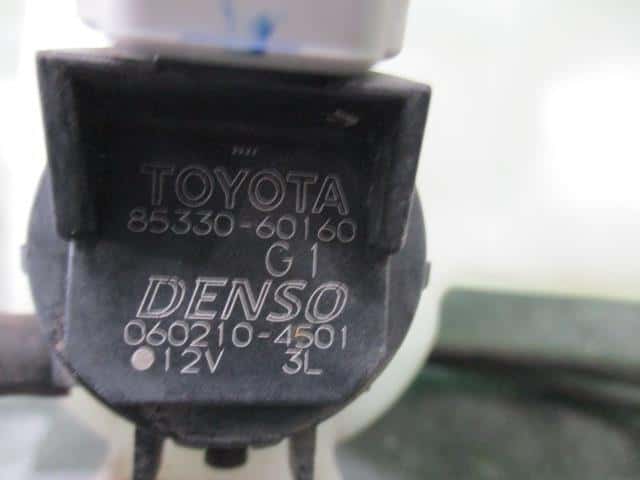 TOYOTA
85330-60160
G1
DENSO
060210-4501
12V 3L